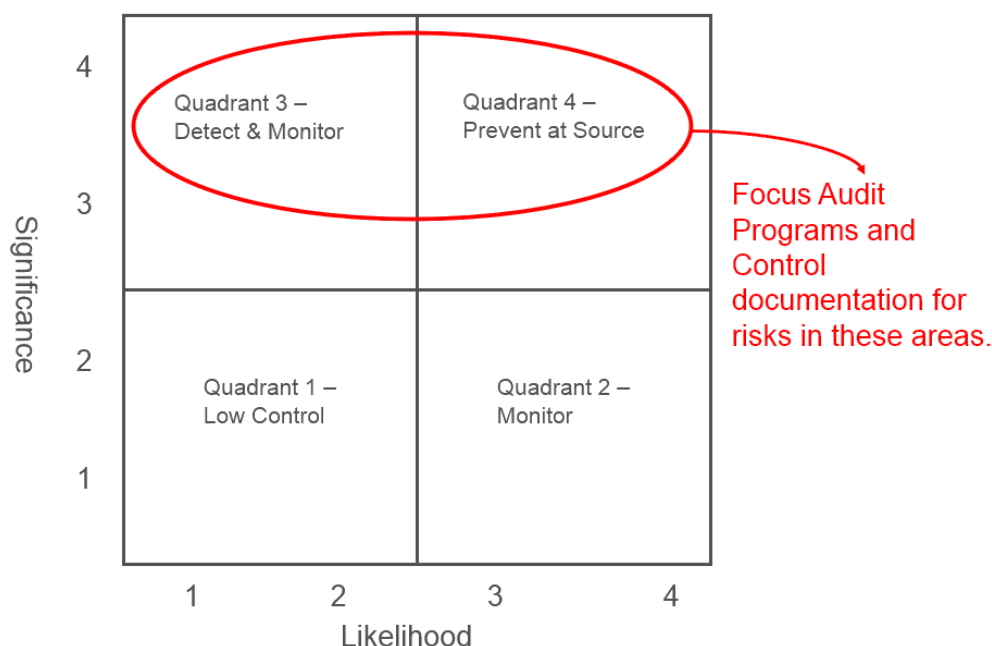 4
Quadrant 3 –
Detect & Monitor
Quadrant 4 –
Prevent at Source
3
Focus Audit
Programs and
Control
documentation for
risks in these areas.
Significance
2
Quadrant 1 –
Low Control
Quadrant 2 –
Monitor
1
1 2 3 4
Likelihood